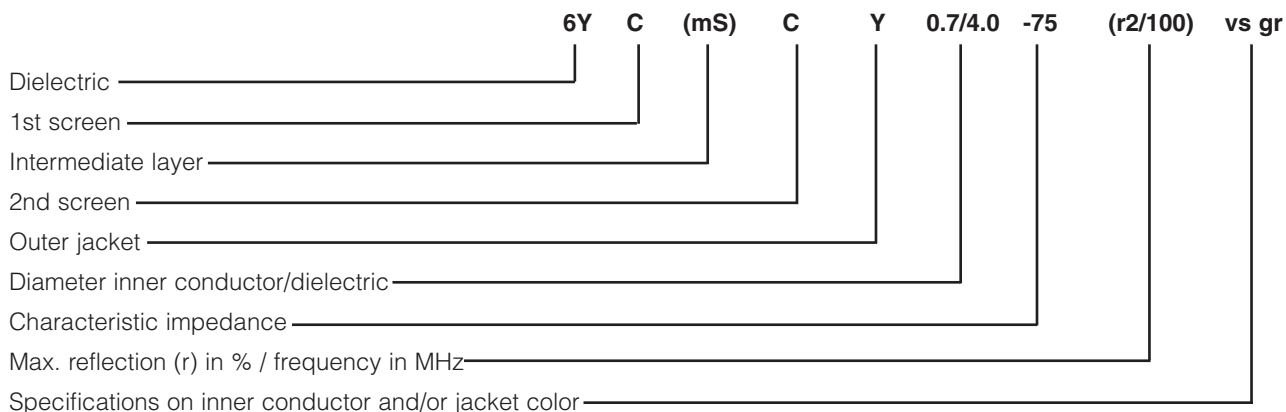 6Y C (mS) C Y 0.7/4.0 -75 (r2/100) vs gr
Dielectric
1st screen
Intermediate layer
2nd screen
Outer jacket
Diameter inner conductor/dielectric
Characteristic impedance
Max. reflection (r) in % / frequency in MHz
Specifications on inner conductor and/or jacket color